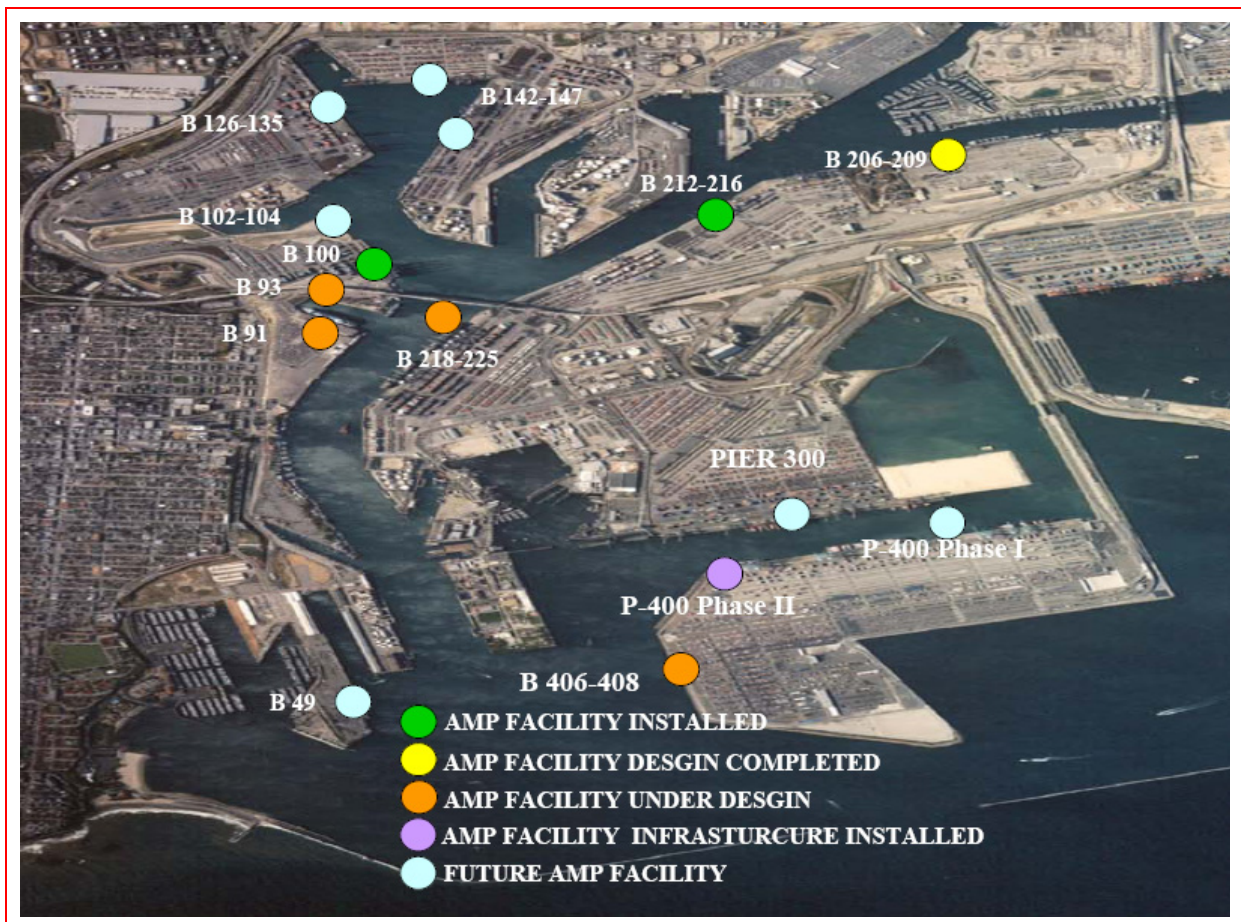 B 142-147
B 126-135
B 206-209
B 212-216
B 102-104
B 100
B 93
B 91
B 218-225
PIER 300
P-400 Phase I
P-400 Phase II
B 406-408
B 49
AMP FACILITY INSTALLED
AMP FACILITY DESGIN COMPLETED
AMP FACILITY UNDER DESGIN
AMP FACILITY INFRASTURCURE INSTALLED
FUTURE AMP FACILITY